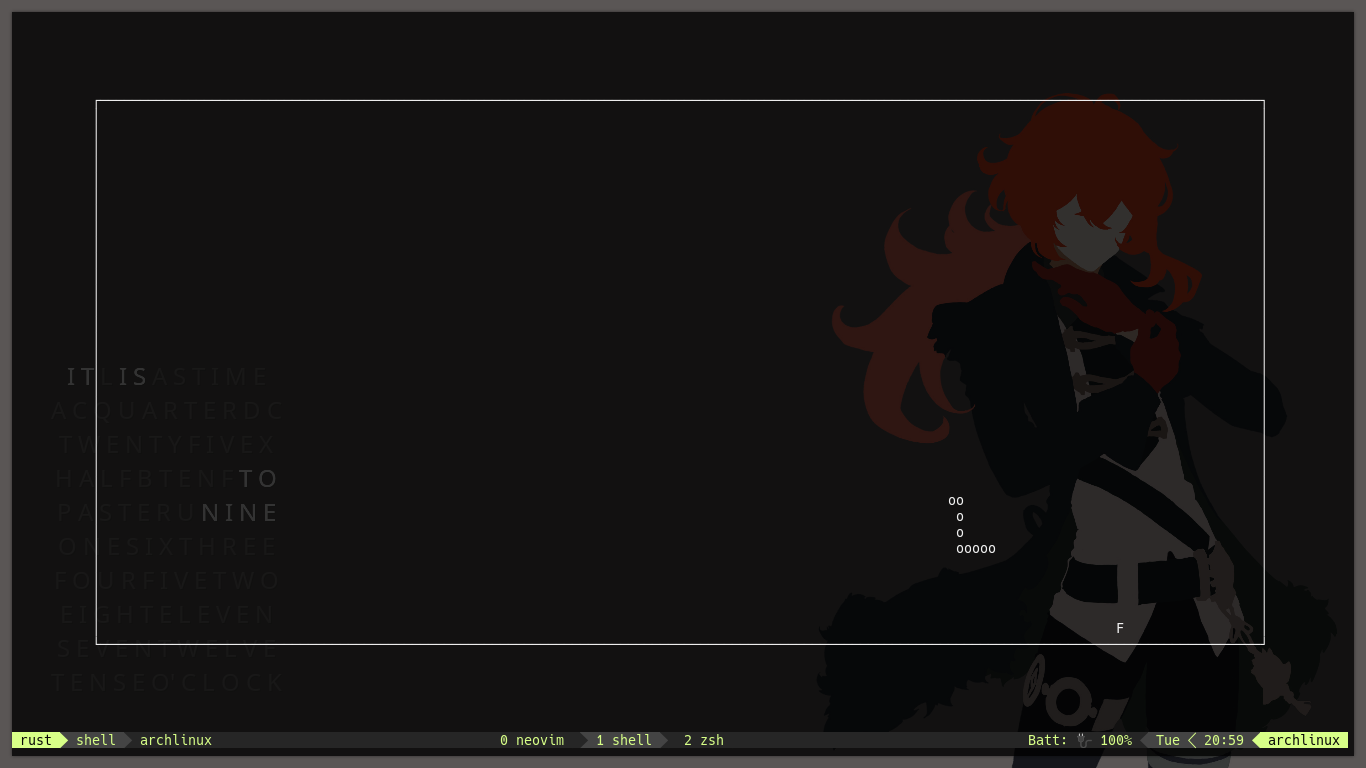 ITLISASTIME
ACQUARTERDC
TWENTYFIVEX
HALFBTENFTO
PASTERUNINE
ONESIXTHREE
FOURFIVETWO
EIGHTELEVEN
SEVENTWELVE
TENSEO'CLOCK
oo
o
o
ooooo
F
rust shell archlinux 0 neovim 1 shell 2 zsh Batt: 100% Tue 20:59 archlinux